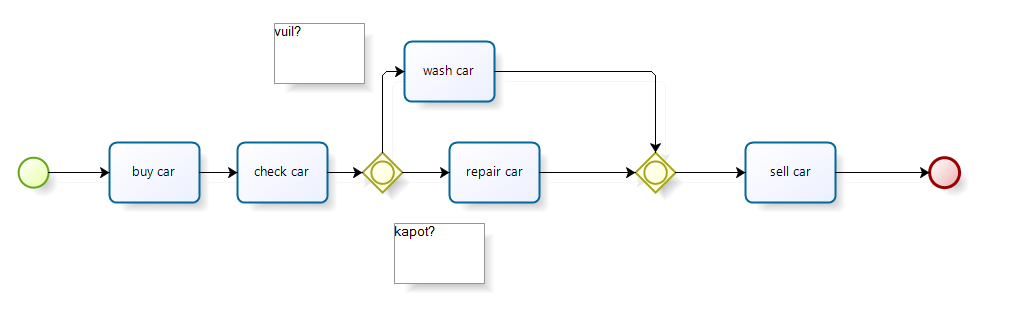 vuil?
wash car
buy car
check car
repair car
sell car
kapot?